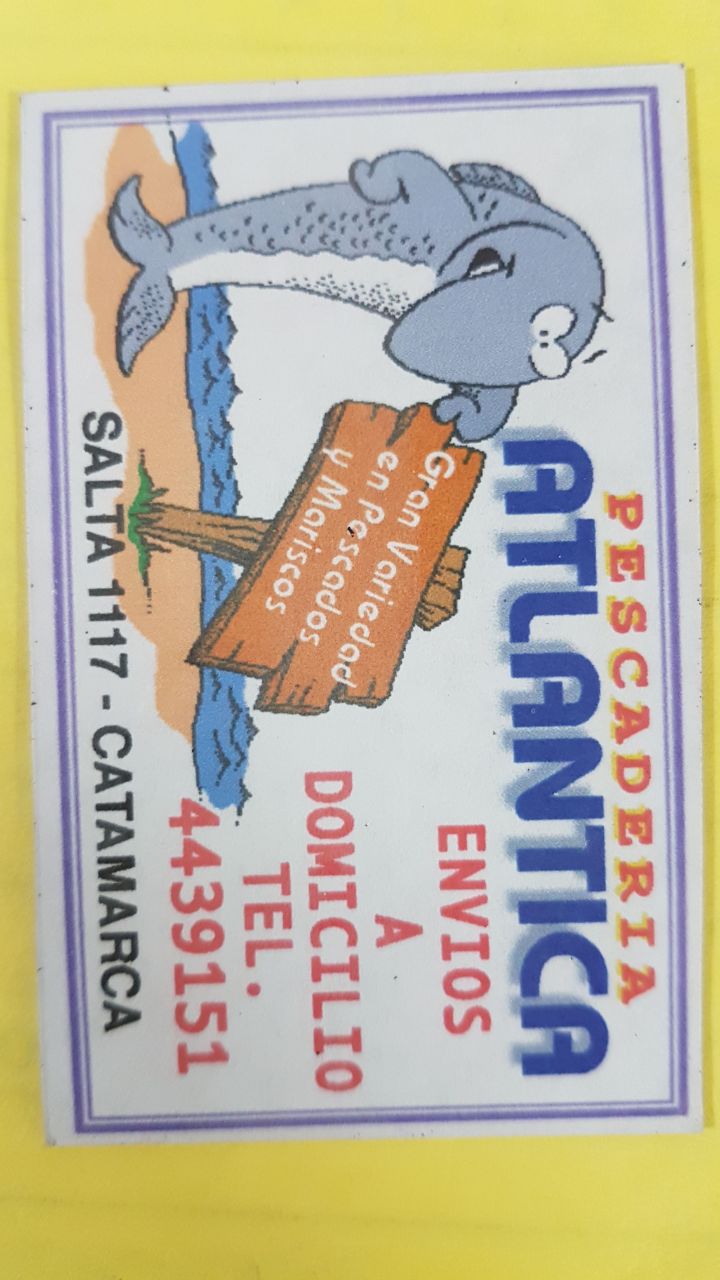 PESCADERIA
ATLANTICA
ENVIOS
A
DOMICILIO
TEL.
4439151
Gran Variedad
en Pescados
y Mariscos
SALTA 1117 - CATAMARCA